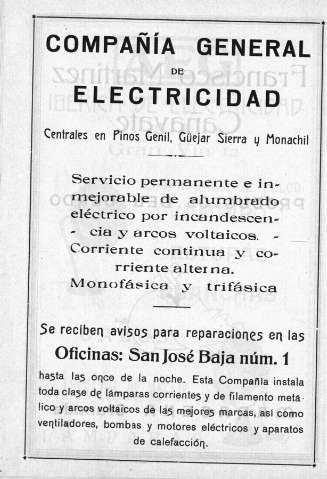 COMPAÑÍA GENERAL
DE
ELECTRICIDAD
Centrales en Pinos Genil, Güejar Sierra y Monachil
Servicio permanente e in-
mejorable de alumbrado
eléctrico por incandescen-
- cia y arcos voltaicos. -
Corriente continua y co-
rriente alterna.
Monofásica y trifásica
Se reciben avisos para reparaciones en las
Oficinas: San José Baja núm. 1
hasta las once de la noche. Esta Compañía instala
toda clase de lámparas corrientes y de filamento metá-
lico y arcos voltaicos de las mejores marcas, así como
ventiladores, bombas y motores eléctricos y aparatos
de calefacción.